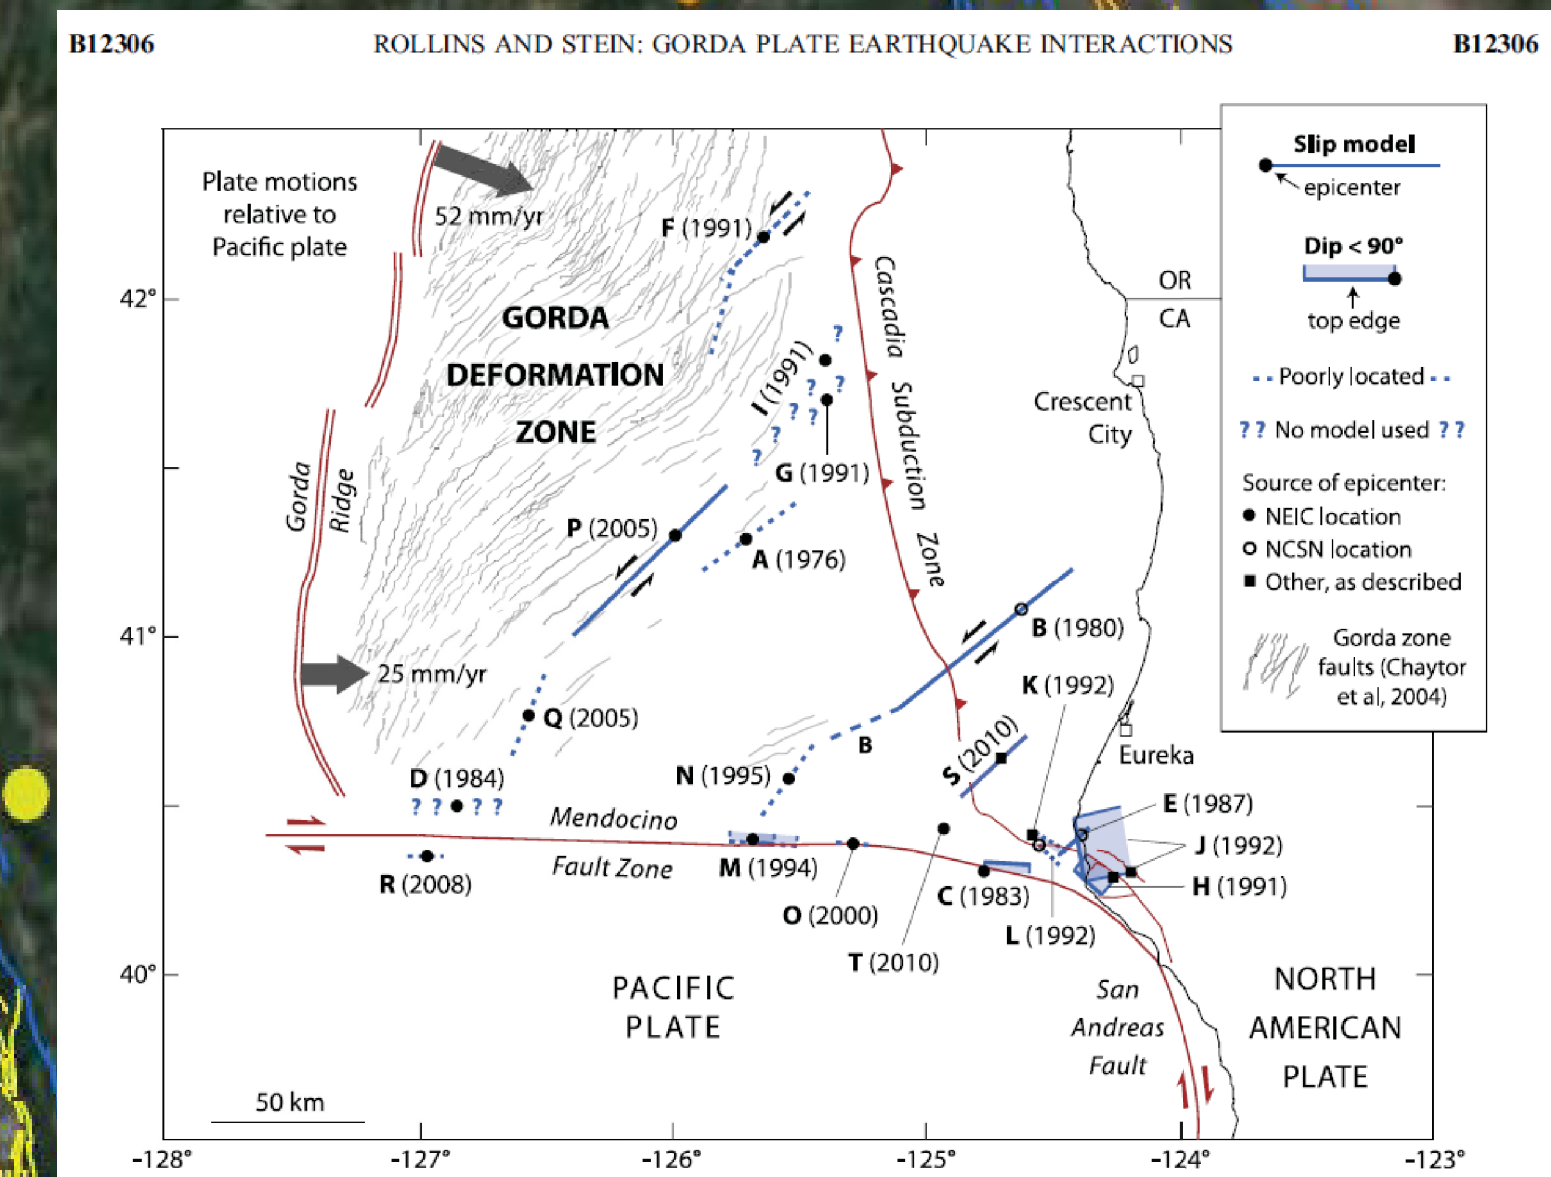 B12306
ROLLINS AND STEIN: GORDA PLATE EARTHQUAKE INTERACTIONS
B12306
Plate motions
relative to
Pacific plate
52 mm/yr
F (1991)
GORDA
DEFORMATION
ZONE
Cascadia Subduction Zone
OR
CA
42°
?
I (1991)
? ?
? ?
?
?
G (1991)
Crescent
City
Gorda
Ridge
P (2005)
A (1976)
41°
25 mm/yr
B (1980)
K (1992)
Q (2005)
B
S (2010)
Eureka
D (1984)
? ? ? ?
N (1995)
Mendocino
Fault Zone
E (1987)
J (1992)
H (1991)
R (2008)
M (1994)
O (2000)
C (1983)
L (1992)
T (2010)
40°
PACIFIC
PLATE
San
Andreas
Fault
NORTH
AMERICAN
PLATE
50 km
-128°
-127°
-126°
-125°
-124°
-123°
Slip model
epicenter
Dip < 90°
top edge
Poorly located
? ? No model used ? ?
Source of epicenter:
NEIC location
NCSN location
Other, as described
Gorda zone
faults (Chaytor
et al, 2004)